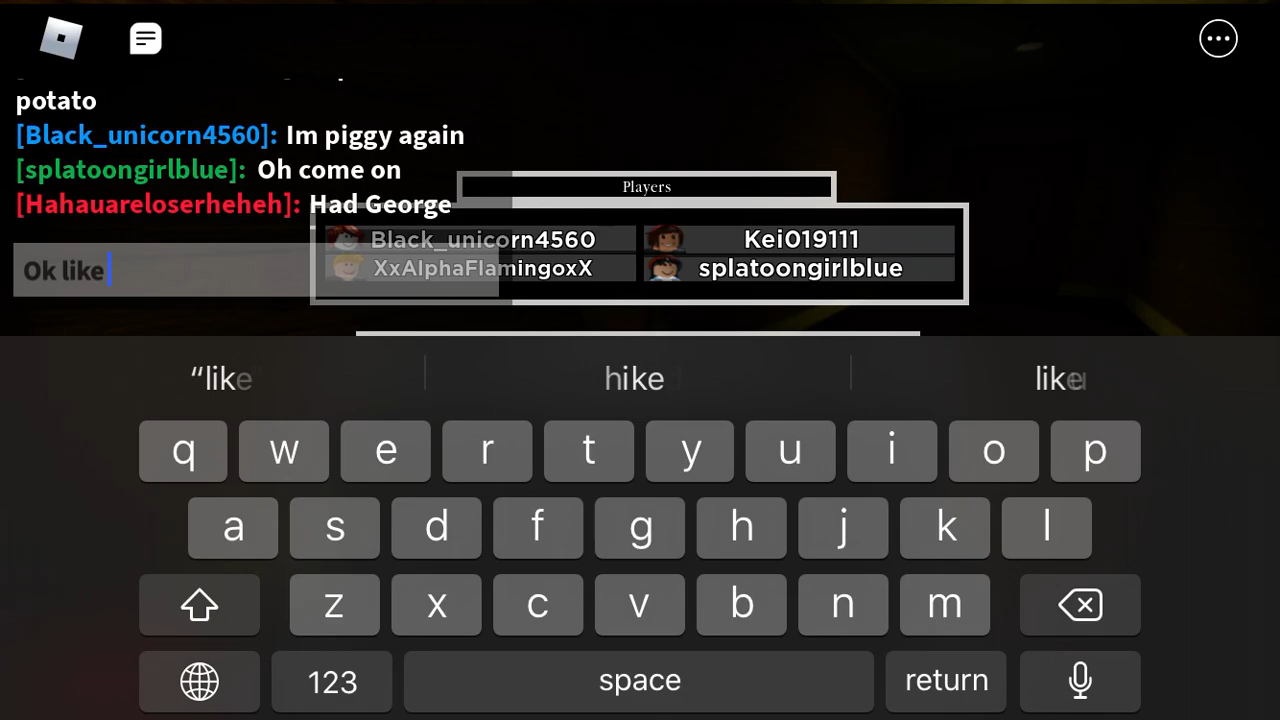 potato
[Black_unicorn4560]: Im piggy again
[splatoongirlblue]: Oh come on
[Hahauareloserheheh]: Had George
Players
Black_unicorn4560 Kei019111
XxAlphaFlamingoxX splatoongirlblue
Ok like
“like” hike like
q w e r t y u i o p
a s d f g h j k l
z x c v b n m
123 space return